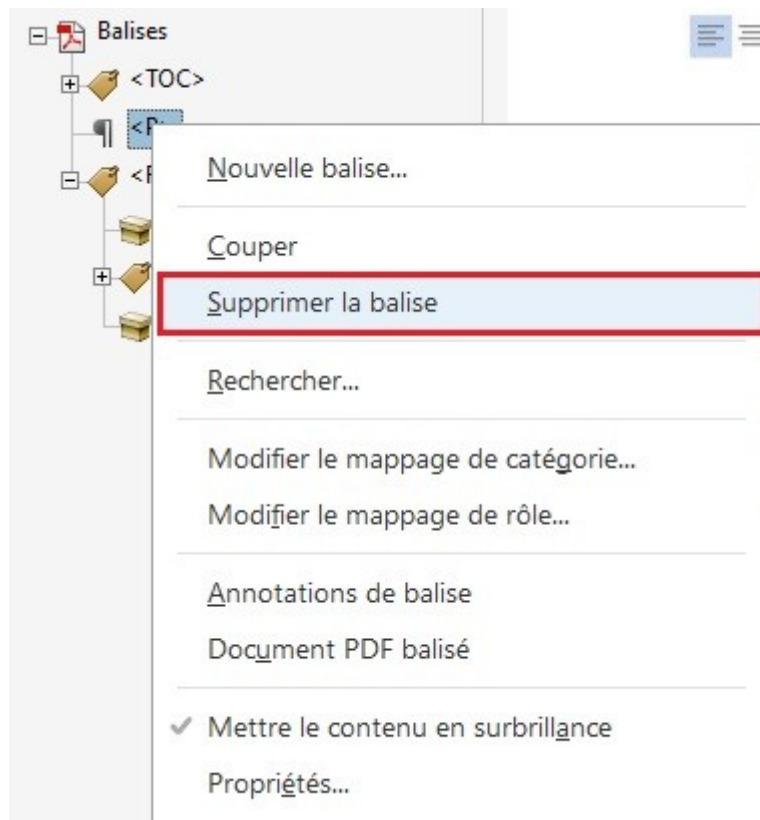 Balises
<TOC>
Nouvelle balise...
Couper
Supprimer la balise
Rechercher...
Modifier le mappage de catégorie...
Modifier le mappage de rôle...
Annotations de balise
Document PDF balisé
Mettre le contenu en surbrillance
Propriétés...